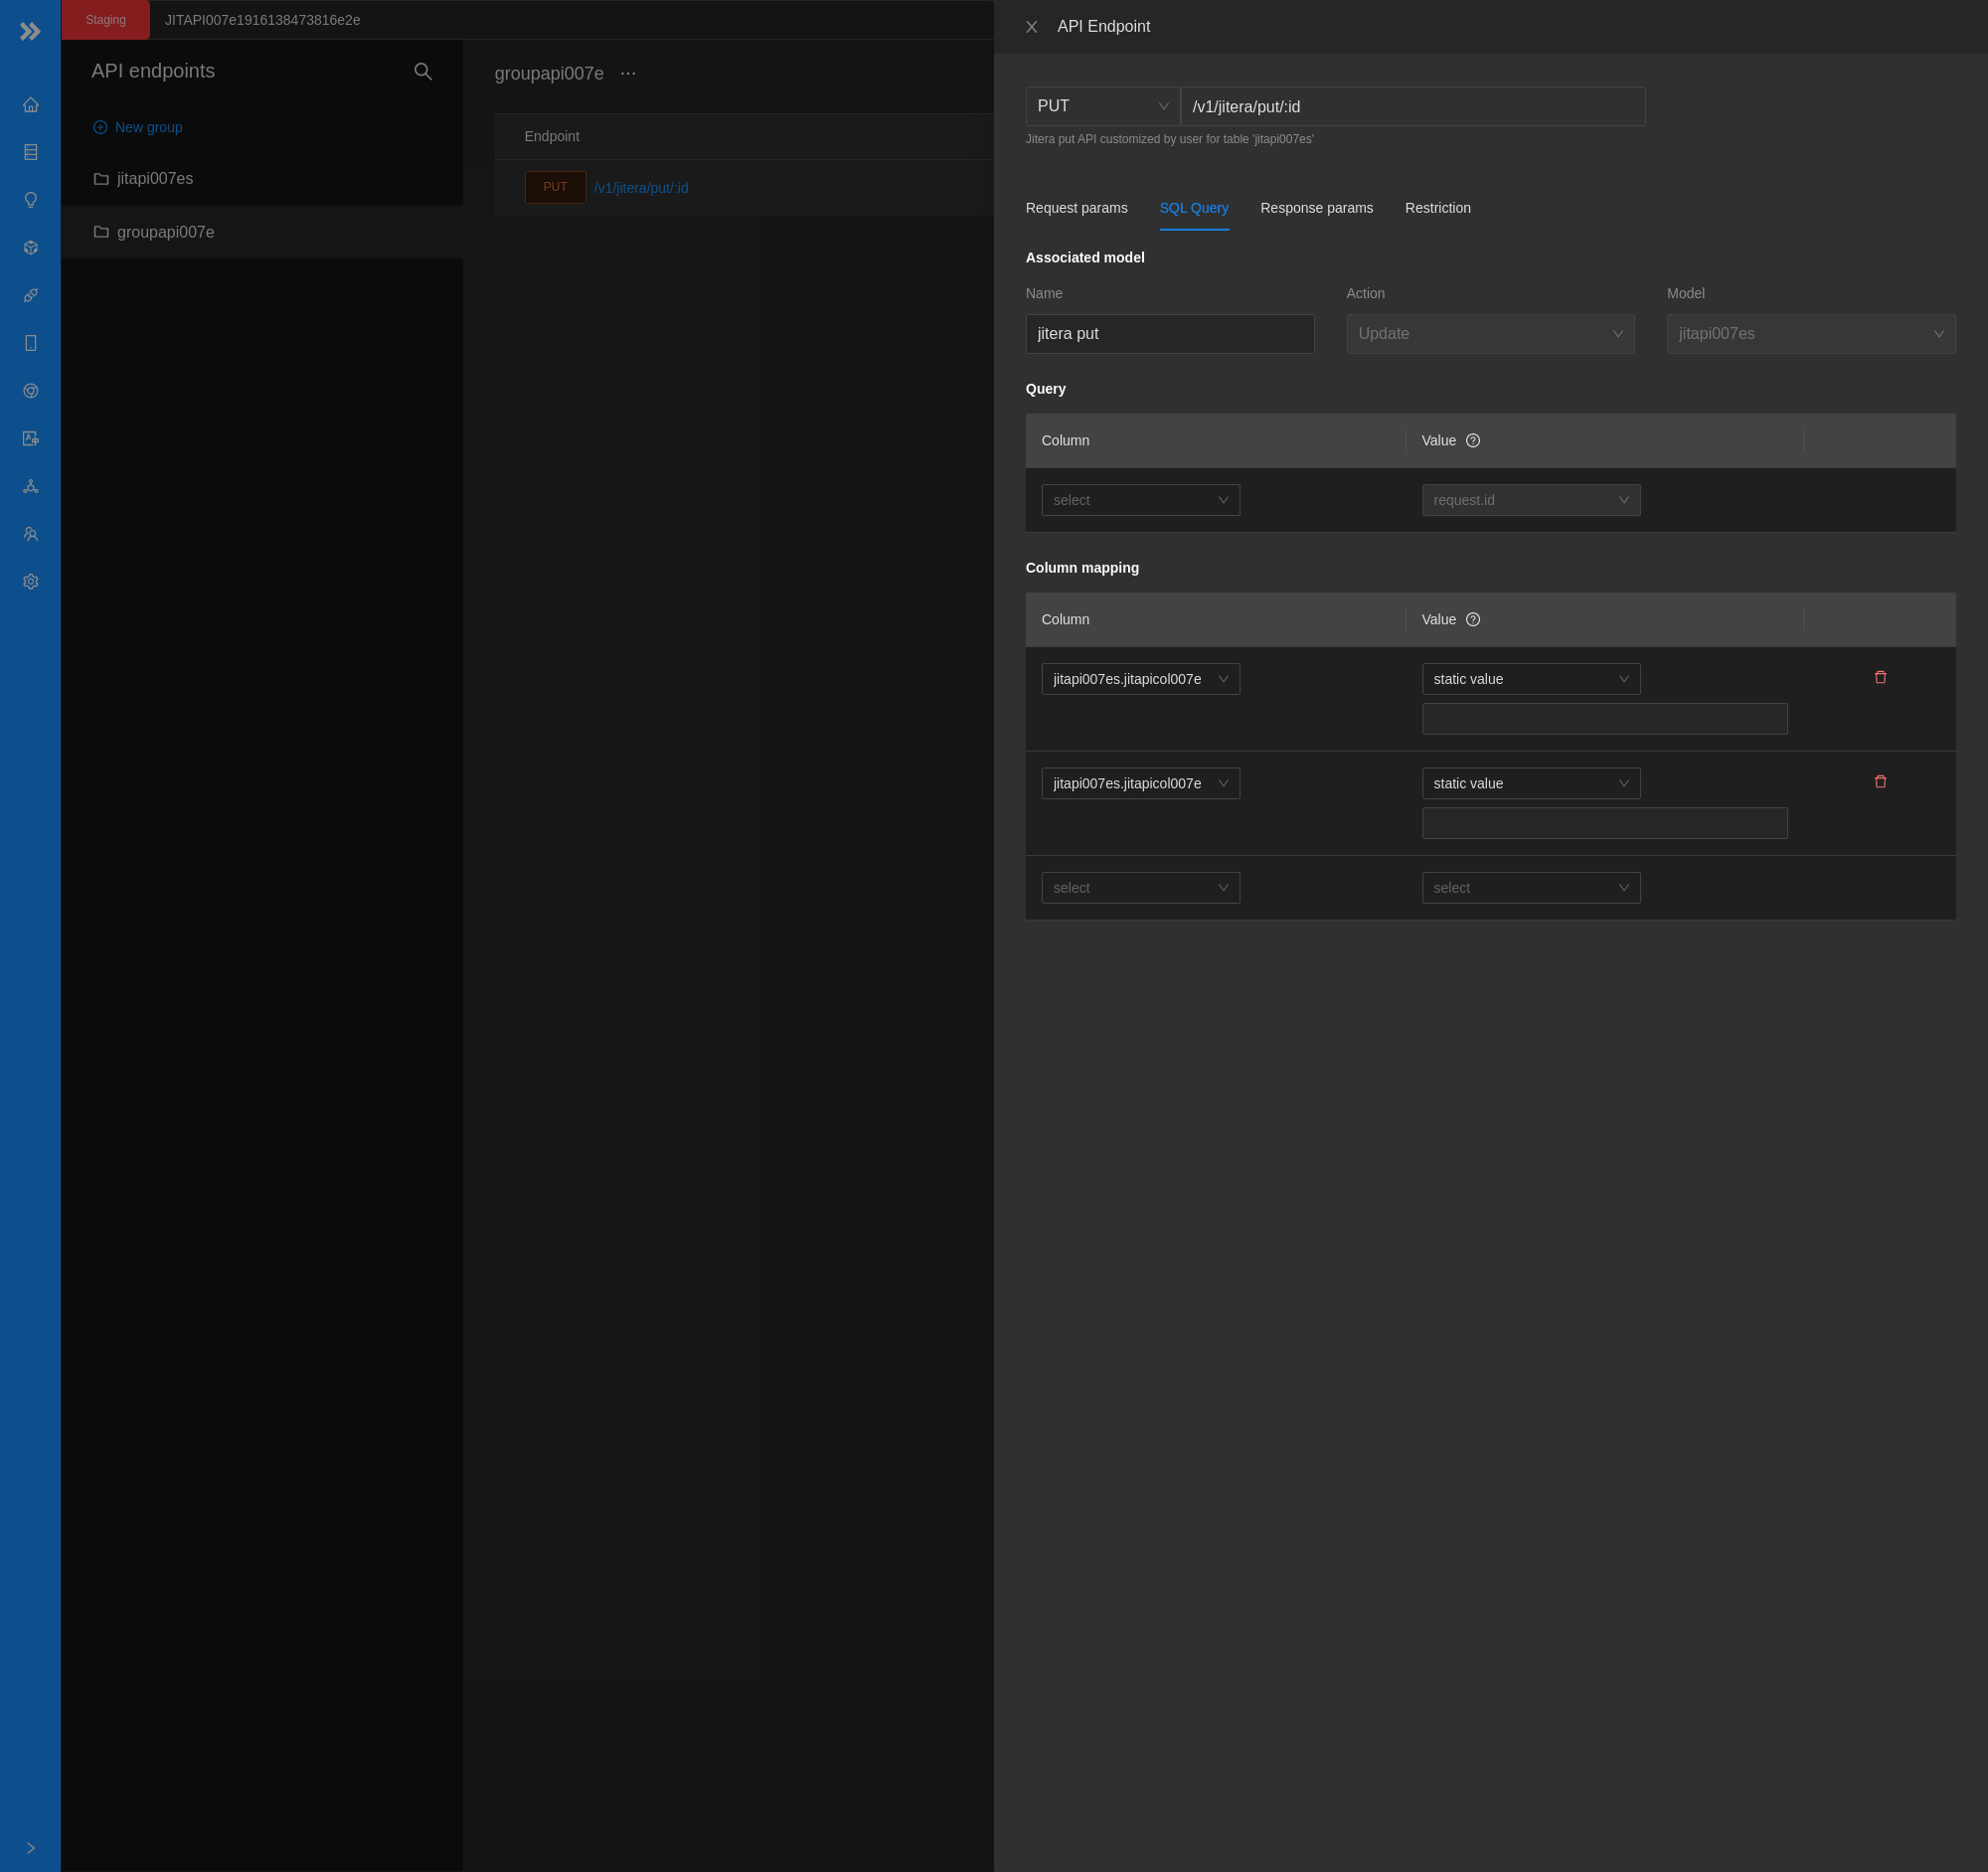 Staging
JITAPI007e1916138473816e2e
API endpoints
New group
jitapi007es
groupapi007e
groupapi007e ···
Endpoint
PUT /v1/jitera/put/:id
API Endpoint
PUT /v1/jitera/put/:id
Jitera put API customized by user for table 'jitapi007es'
Request params SQL Query Response params Restriction
Associated model
Name Action Model
jitera put Update jitapi007es
Query
Column Value
select request.id
Column mapping
Column Value
jitapi007es.jitapicol007e static value
jitapi007es.jitapicol007e static value
select select